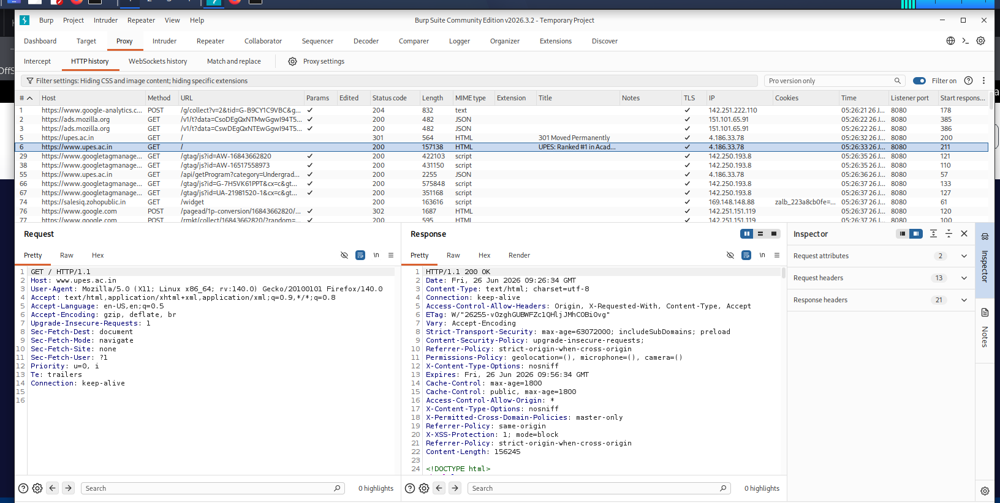 Burp Project Intruder Repeater View Help Burp Suite Community Edition v2026.3.2 - Temporary Project
Dashboard Target Proxy Intruder Repeater Collaborator Sequencer Decoder Comparer Logger Organizer Extensions Discover
Intercept HTTP history WebSockets history Match and replace Proxy settings
OffS
Filter settings: Hiding CSS and image content; hiding specific extensions Pro version only Filter on
# Host Method URL Params Edited Status code Length MIME type Extension Title Notes TLS IP Cookies Time Listener port Start respons...
1 https://www.google-analytics.c... POST /g/collect?v=2&tid=G-B9CY1C9VBC&g... ✓ 204 832 text ✓ 142.251.222.110 05:26:21 26 J... 8080 178
2 https://ads.mozilla.org GET /v1/t?data=CsoDEgQxNTMwGgwI94T5... ✓ 200 482 JSON ✓ 151.101.65.91 05:26:22 26 J... 8080 385
3 https://ads.mozilla.org GET /v1/t?data=CswDEgQxNTEwGgwI94T5... ✓ 200 482 JSON ✓ 151.101.65.91 05:26:22 26 J... 8080 386
5 https://upes.ac.in GET / 301 564 HTML 301 Moved Permanently ✓ 4.186.33.78 05:26:32 26 J... 8080 200
6 https://www.upes.ac.in GET / 200 157138 HTML UPES: Ranked #1 in Acad... ✓ 4.186.33.78 05:26:33 26 J... 8080 211
29 https://www.googletagmanage... GET /gtag/js?id=AW-16843662820 ✓ 200 422103 script ✓ 142.250.193.8 05:26:35 26 J... 8080 121
38 https://www.googletagmanage... GET /gtag/js?id=AW-16517558973 ✓ 200 431150 script ✓ 142.250.193.8 05:26:35 26 J... 8080 110
55 https://www.upes.ac.in GET /api/getProgram?category=Undergrad... ✓ 200 2255 JSON ✓ 4.186.33.78 05:26:36 26 J... 8080 57
66 https://www.googletagmanage... GET /gtag/js?id=G-7H5VK61PPT&cx=c&gt... ✓ 200 575848 script ✓ 142.250.193.8 05:26:37 26 J... 8080 133
67 https://www.googletagmanage... GET /gtag/js?id=UA-21981520-1&cx=c&gt... ✓ 200 351168 script ✓ 142.250.193.8 05:26:37 26 J... 8080 127
74 https://salesiq.zohopublic.in GET /widget 200 163616 script ✓ 169.148.148.88 zalb_223a8cb0fe=... 05:26:37 26 J... 8080 61
76 https://www.google.com GET /pagead/1p-conversion/16843662820/... ✓ 302 1687 HTML ✓ 142.251.151.119 05:26:37 26 J... 8080 120
77 https://www.google.com POST /rmkt/collect/16843662820/?random=... ✓ 200 595 HTML ✓ 142.251.151.119 05:26:37 26 J... 8080 100
Request
Pretty Raw Hex \n
1 GET / HTTP/1.1
2 Host: www.upes.ac.in
3 User-Agent: Mozilla/5.0 (X11; Linux x86_64; rv:140.0) Gecko/20100101 Firefox/140.0
4 Accept: text/html,application/xhtml+xml,application/xml;q=0.9,*/*;q=0.8
5 Accept-Language: en-US,en;q=0.5
6 Accept-Encoding: gzip, deflate, br
7 Upgrade-Insecure-Requests: 1
8 Sec-Fetch-Dest: document
9 Sec-Fetch-Mode: navigate
10 Sec-Fetch-Site: none
11 Sec-Fetch-User: ?1
12 Priority: u=0, i
13 Te: trailers
14 Connection: keep-alive
15
16
Search 0 highlights
Response
Pretty Raw Hex Render \n
1 HTTP/1.1 200 OK
2 Date: Fri, 26 Jun 2026 09:26:34 GMT
3 Content-Type: text/html; charset=utf-8
4 Connection: keep-alive
5 Access-Control-Allow-Headers: Origin, X-Requested-With, Content-Type, Accept
6 ETag: W/"26255-v0zghGUBWFZc1QHljJMhCOBiOvg"
7 Vary: Accept-Encoding
8 Strict-Transport-Security: max-age=63072000; includeSubDomains; preload
9 Content-Security-Policy: upgrade-insecure-requests;
10 Referrer-Policy: strict-origin-when-cross-origin
11 Permissions-Policy: geolocation=(), microphone=(), camera=()
12 X-Content-Type-Options: nosniff
13 Expires: Fri, 26 Jun 2026 09:56:34 GMT
14 Cache-Control: max-age=1800
15 Cache-Control: public, max-age=1800
16 Access-Control-Allow-Origin: *
17 X-Content-Type-Options: nosniff
18 X-Permitted-Cross-Domain-Policies: master-only
19 Referrer-Policy: same-origin
20 X-XSS-Protection: 1; mode=block
21 Referrer-Policy: strict-origin-when-cross-origin
22 Content-Length: 156245
23
24 <!DOCTYPE html>
Search 0 highlights
Inspector
Request attributes 2
Request headers 13
Response headers 21
Inspector
Notes